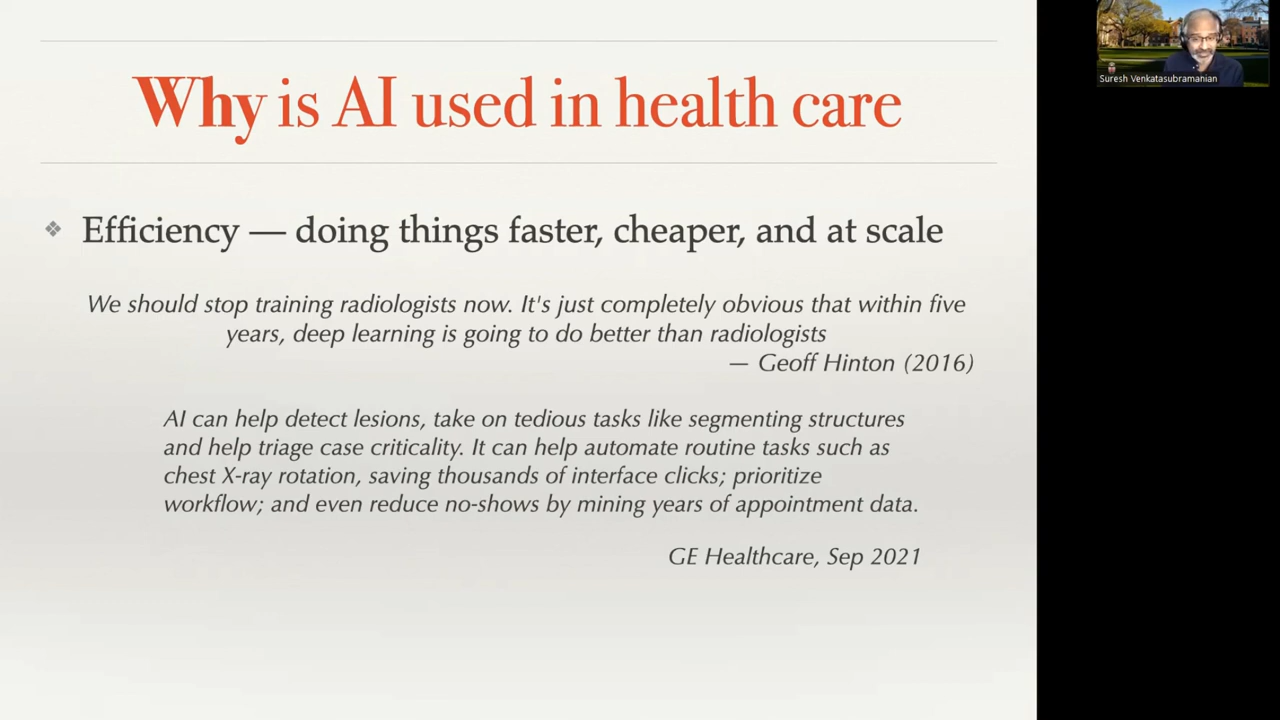 Why is AI used in health care
Efficiency — doing things faster, cheaper, and at scale
We should stop training radiologists now. It's just completely obvious that within five
years, deep learning is going to do better than radiologists
— Geoff Hinton (2016)
AI can help detect lesions, take on tedious tasks like segmenting structures
and help triage case criticality. It can help automate routine tasks such as
chest X-ray rotation, saving thousands of interface clicks; prioritize
workflow; and even reduce no-shows by mining years of appointment data.
GE Healthcare, Sep 2021
Suresh Venkatasubramanian